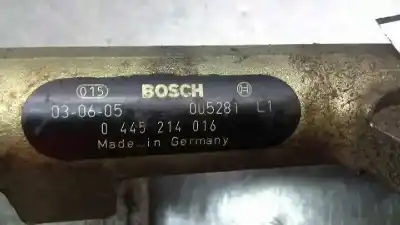 015 BOSCH
03-06-05 005281 L1
0 445 214 016
Made in Germany